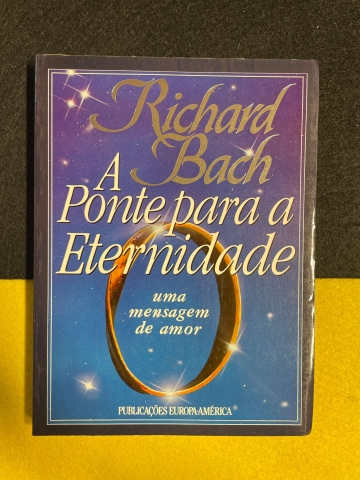 Richard
Bach
A
Ponte para a
Eternidade
uma
mensagem
de amor
PUBLICAÇÕES EUROPA-AMÉRICA®